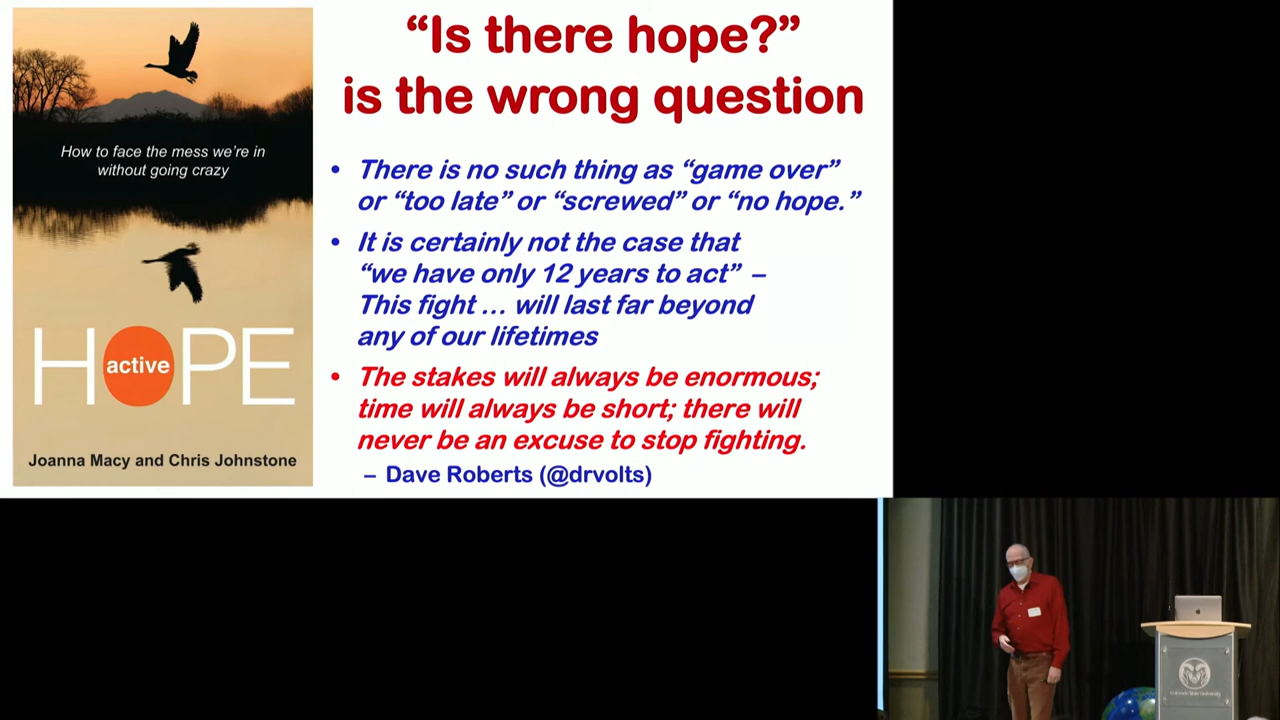 “Is there hope?”
is the wrong question
How to face the mess we’re in
without going crazy
HOPE
active
Joanna Macy and Chris Johnstone
• There is no such thing as “game over”
or “too late” or “screwed” or “no hope.”
• It is certainly not the case that
“we have only 12 years to act” –
This fight … will last far beyond
any of our lifetimes
• The stakes will always be enormous;
time will always be short; there will
never be an excuse to stop fighting.
– Dave Roberts (@drvolts)
Colorado State University